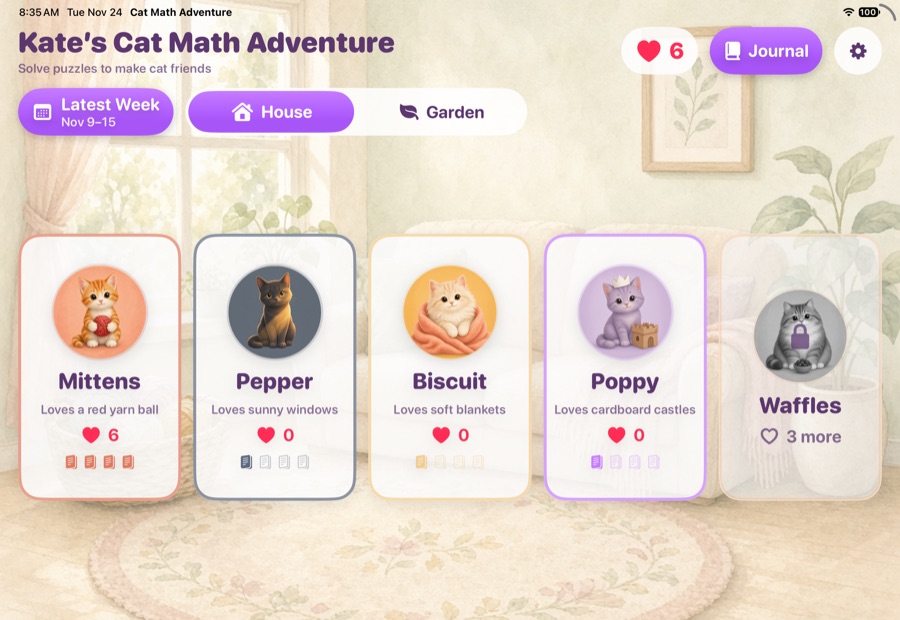 8:35 AM Tue Nov 24 Cat Math Adventure
100
Kate's Cat Math Adventure
Solve puzzles to make cat friends
6
Journal
Latest Week
Nov 9–15
House
Garden
Mittens
Loves a red yarn ball
6
Pepper
Loves sunny windows
0
Biscuit
Loves soft blankets
0
Poppy
Loves cardboard castles
0
Waffles
3 more